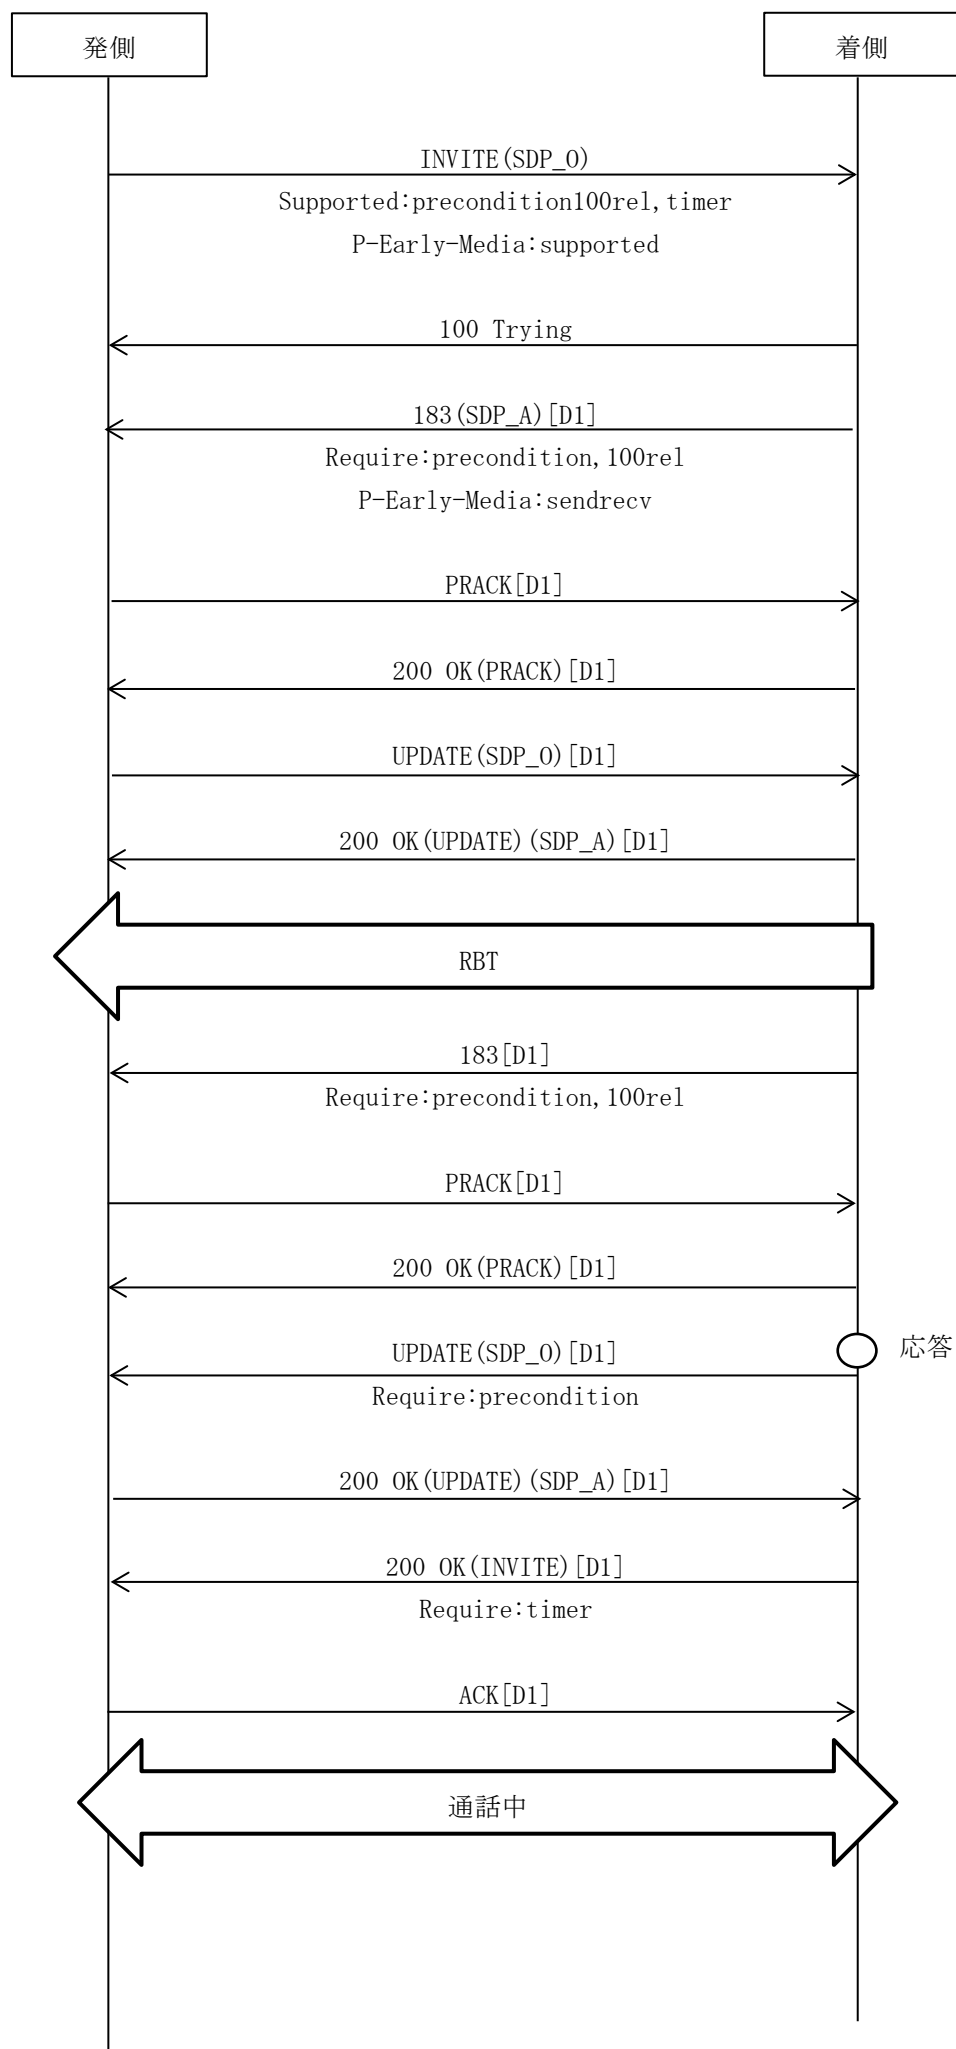 発側
着側
INVITE(SDP_O)
Supported:precondition100rel,timer
P-Early-Media:supported
100 Trying
183(SDP_A)[D1]
Require:precondition,100rel
P-Early-Media:sendrecv
PRACK[D1]
200 OK(PRACK)[D1]
UPDATE(SDP_O)[D1]
200 OK(UPDATE)(SDP_A)[D1]
RBT
183[D1]
Require:precondition,100rel
PRACK[D1]
200 OK(PRACK)[D1]
応答
UPDATE(SDP_O)[D1]
Require:precondition
200 OK(UPDATE)(SDP_A)[D1]
200 OK(INVITE)[D1]
Require:timer
ACK[D1]
通話中